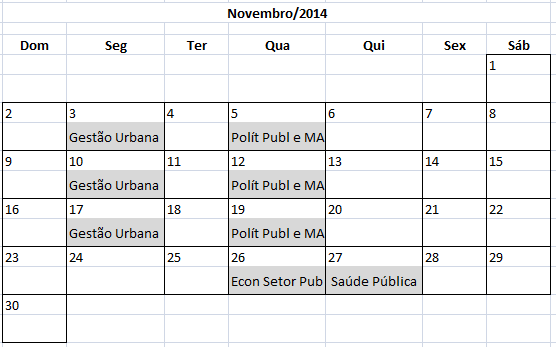 Novembro/2014
Dom Seg Ter Qua Qui Sex Sáb
1
2 3 4 5 6 7 8
Gestão Urbana Polít Publ e MA
9 10 11 12 13 14 15
Gestão Urbana Polít Publ e MA
16 17 18 19 20 21 22
Gestão Urbana Polít Publ e MA
23 24 25 26 27 28 29
Econ Setor Pub Saúde Pública
30